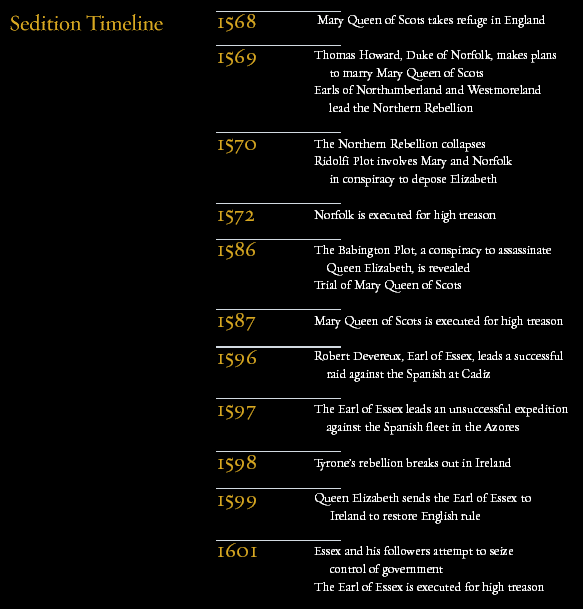 Sedition Timeline
1568 Mary Queen of Scots takes refuge in England
1569 Thomas Howard, Duke of Norfolk, makes plans
to marry Mary Queen of Scots
Earls of Northumberland and Westmoreland
lead the Northern Rebellion
1570 The Northern Rebellion collapses
Ridolfi Plot involves Mary and Norfolk
in conspiracy to depose Elizabeth
1572 Norfolk is executed for high treason
1586 The Babington Plot, a conspiracy to assassinate
Queen Elizabeth, is revealed
Trial of Mary Queen of Scots
1587 Mary Queen of Scots is executed for high treason
1596 Robert Devereux, Earl of Essex, leads a successful
raid against the Spanish at Cadiz
1597 The Earl of Essex leads an unsuccessful expedition
against the Spanish fleet in the Azores
1598 Tyrone's rebellion breaks out in Ireland
1599 Queen Elizabeth sends the Earl of Essex to
Ireland to restore English rule
1601 Essex and his followers attempt to seize
control of government
The Earl of Essex is executed for high treason